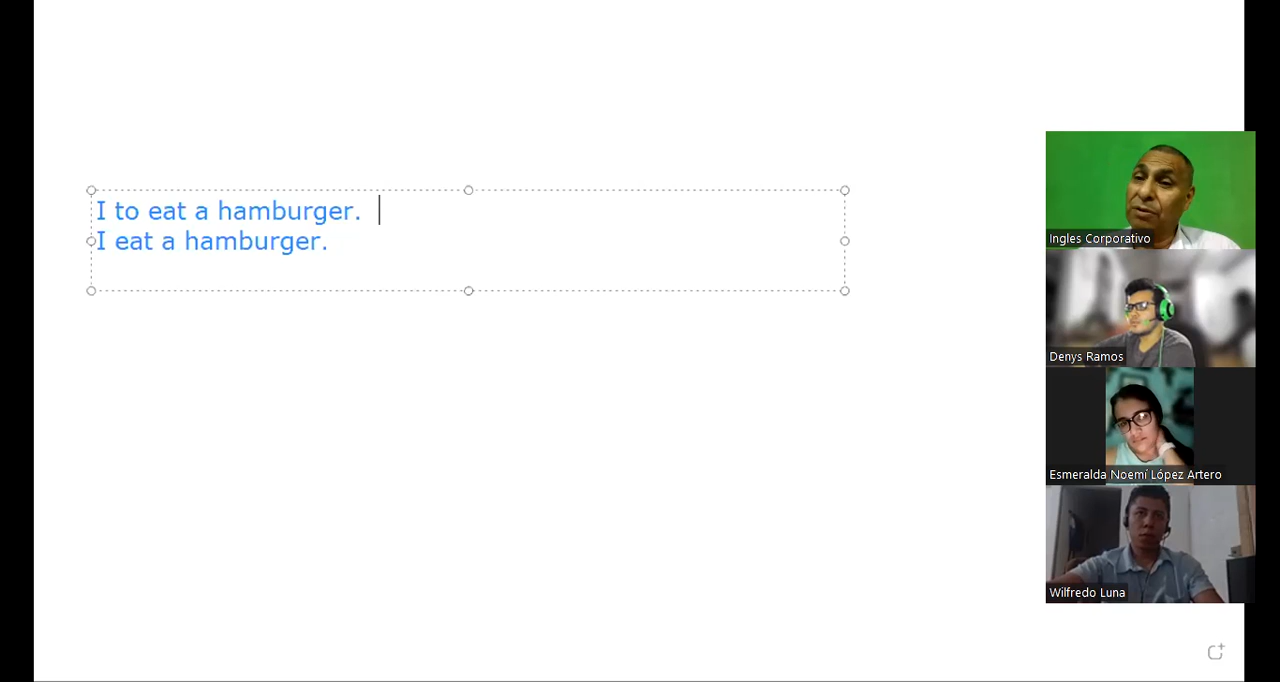 I to eat a hamburger.
I eat a hamburger.
Ingles Corporativo
Denys Ramos
Esmeralda Noemí López Artero
Wilfredo Luna